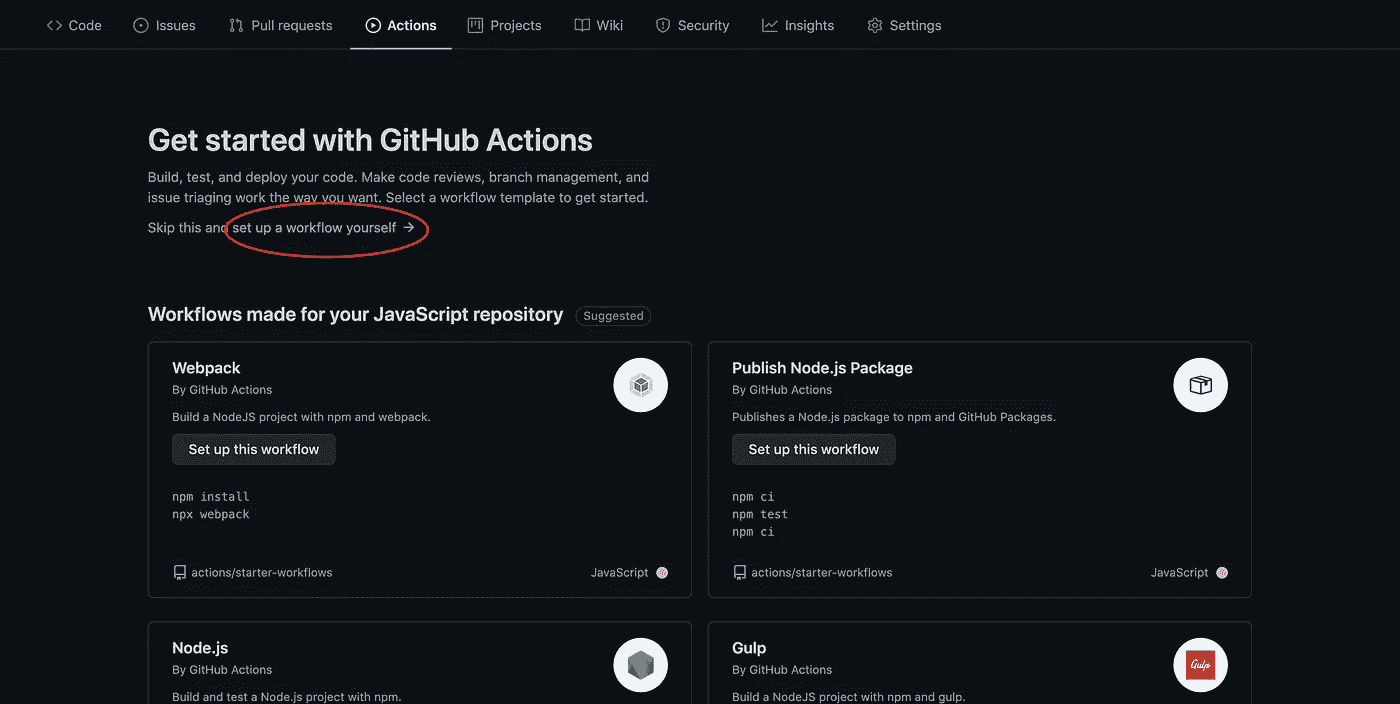 Code Issues Pull requests Actions Projects Wiki Security Insights Settings
Get started with GitHub Actions
Build, test, and deploy your code. Make code reviews, branch management, and
issue triaging work the way you want. Select a workflow template to get started.
Skip this and set up a workflow yourself →
Workflows made for your JavaScript repository Suggested
Webpack
By GitHub Actions
Build a NodeJS project with npm and webpack.
Set up this workflow
npm install
npx webpack
actions/starter-workflows JavaScript
Publish Node.js Package
By GitHub Actions
Publishes a Node.js package to npm and GitHub Packages.
Set up this workflow
npm ci
npm test
npm ci
actions/starter-workflows JavaScript
Node.js
By GitHub Actions
Build and test a Node.js project with npm.
Gulp
By GitHub Actions
Gulp
Build a NodeJS project with npm and gulp.